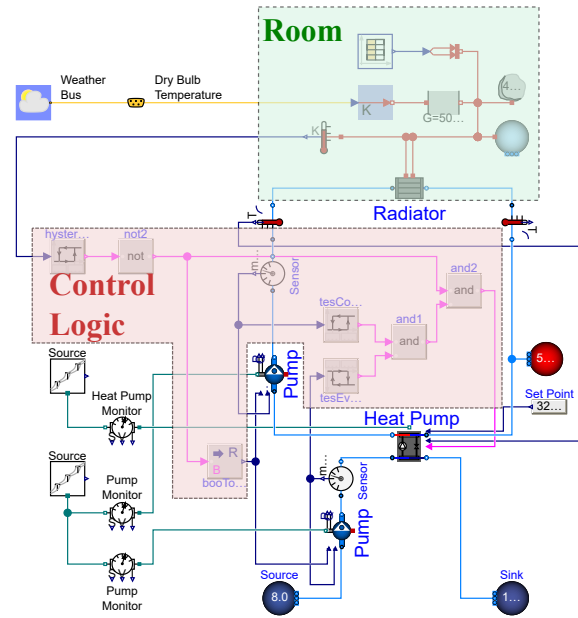 Room
Weather
Bus
Dry Bulb
Temperature
K
4...
G=50...
K
Radiator
T
T
hyster...
not2
not
m...
Sensor
and2
and
Control
Logic
tesCo...
and1
and
tesEv...
Source
Heat Pump
Monitor
Pump
5...
Set Point
32...
Heat Pump
R
B
booTo...
m...
Sensor
Source
Pump
Monitor
Pump
Pump
Monitor
Source
8.0
Sink
1...